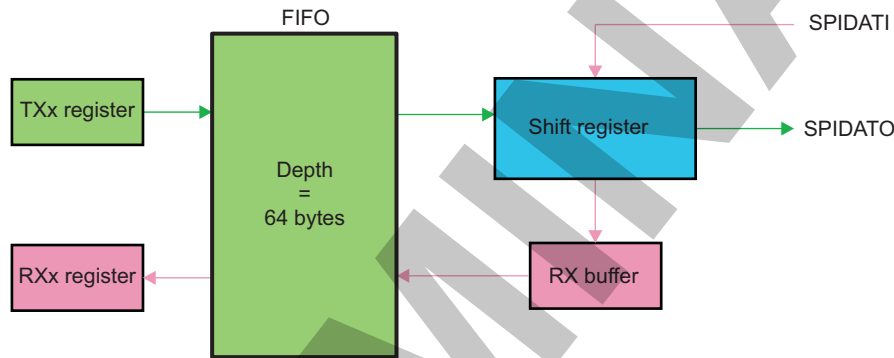 FIFO
SPIDATI
TXx register
Shift register
SPIDATO
Depth
=
64 bytes
RXx register
RX buffer